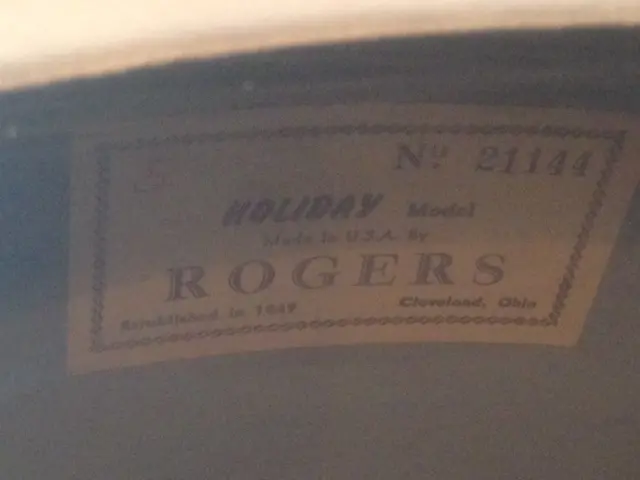 Nº 21144
HOLIDAY Model
Made in U.S.A. By
ROGERS
Established in 1849 Cleveland, Ohio